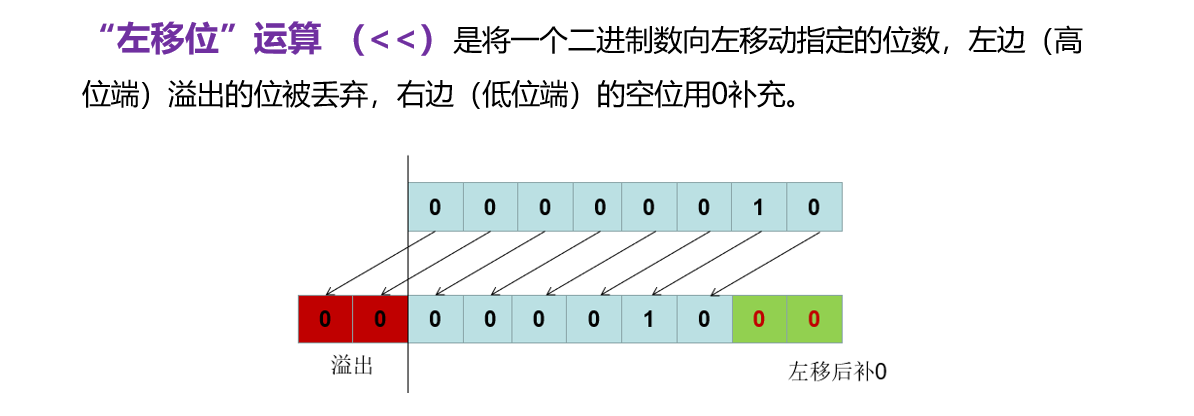 “左移位”运算 （<<）是将一个二进制数向左移动指定的位数，左边（高
位端）溢出的位被丢弃，右边（低位端）的空位用0补充。
0 0 0 0 0 0 1 0
0 0 0 0 0 0 1 0 0 0
溢出
左移后补0